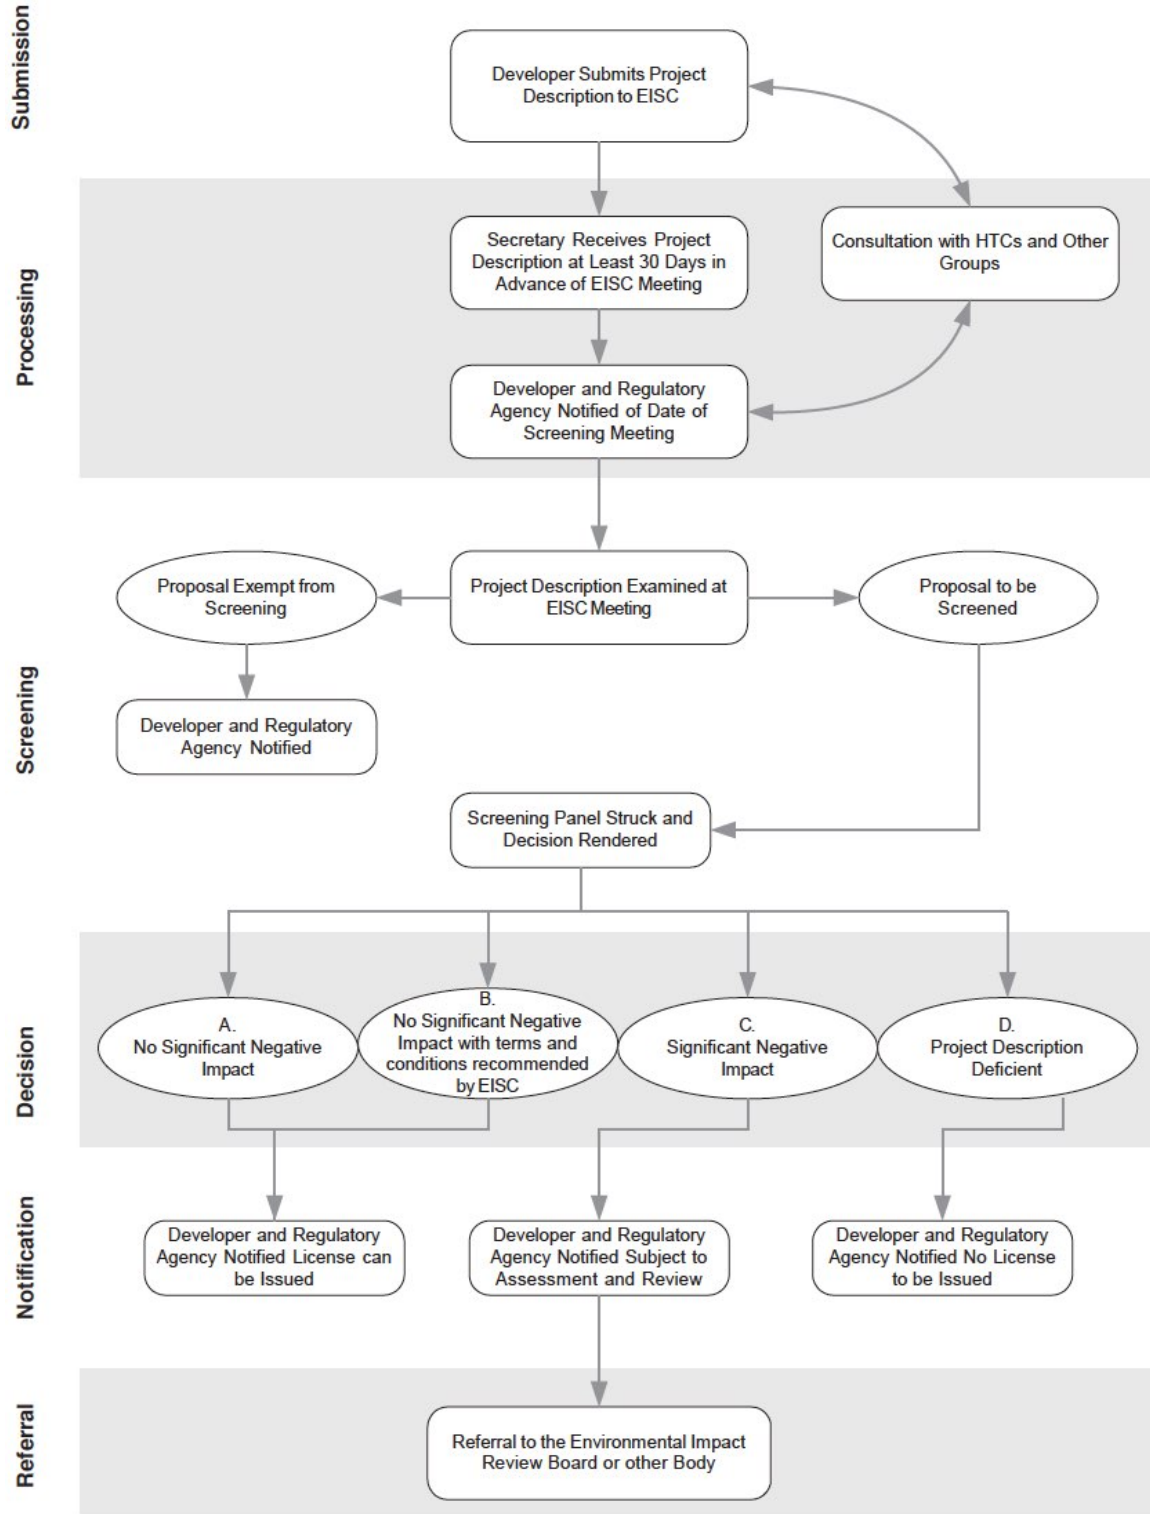 Submission
Developer Submits Project
Description to EISC
Processing
Secretary Receives Project
Description at Least 30 Days in
Advance of EISC Meeting
Consultation with HTCs and Other
Groups
Developer and Regulatory
Agency Notified of Date of
Screening Meeting
Screening
Proposal Exempt from
Screening
Project Description Examined at
EISC Meeting
Proposal to be
Screened
Developer and Regulatory
Agency Notified
Screening Panel Struck and
Decision Rendered
Decision
A.
No Significant Negative
Impact
B.
No Significant Negative
Impact with terms and
conditions recommended
by EISC
C.
Significant Negative
Impact
D.
Project Description
Deficient
Notification
Developer and Regulatory
Agency Notified License can
be Issued
Developer and Regulatory
Agency Notified Subject to
Assessment and Review
Developer and Regulatory
Agency Notified No License
to be Issued
Referral
Referral to the Environmental Impact
Review Board or other Body